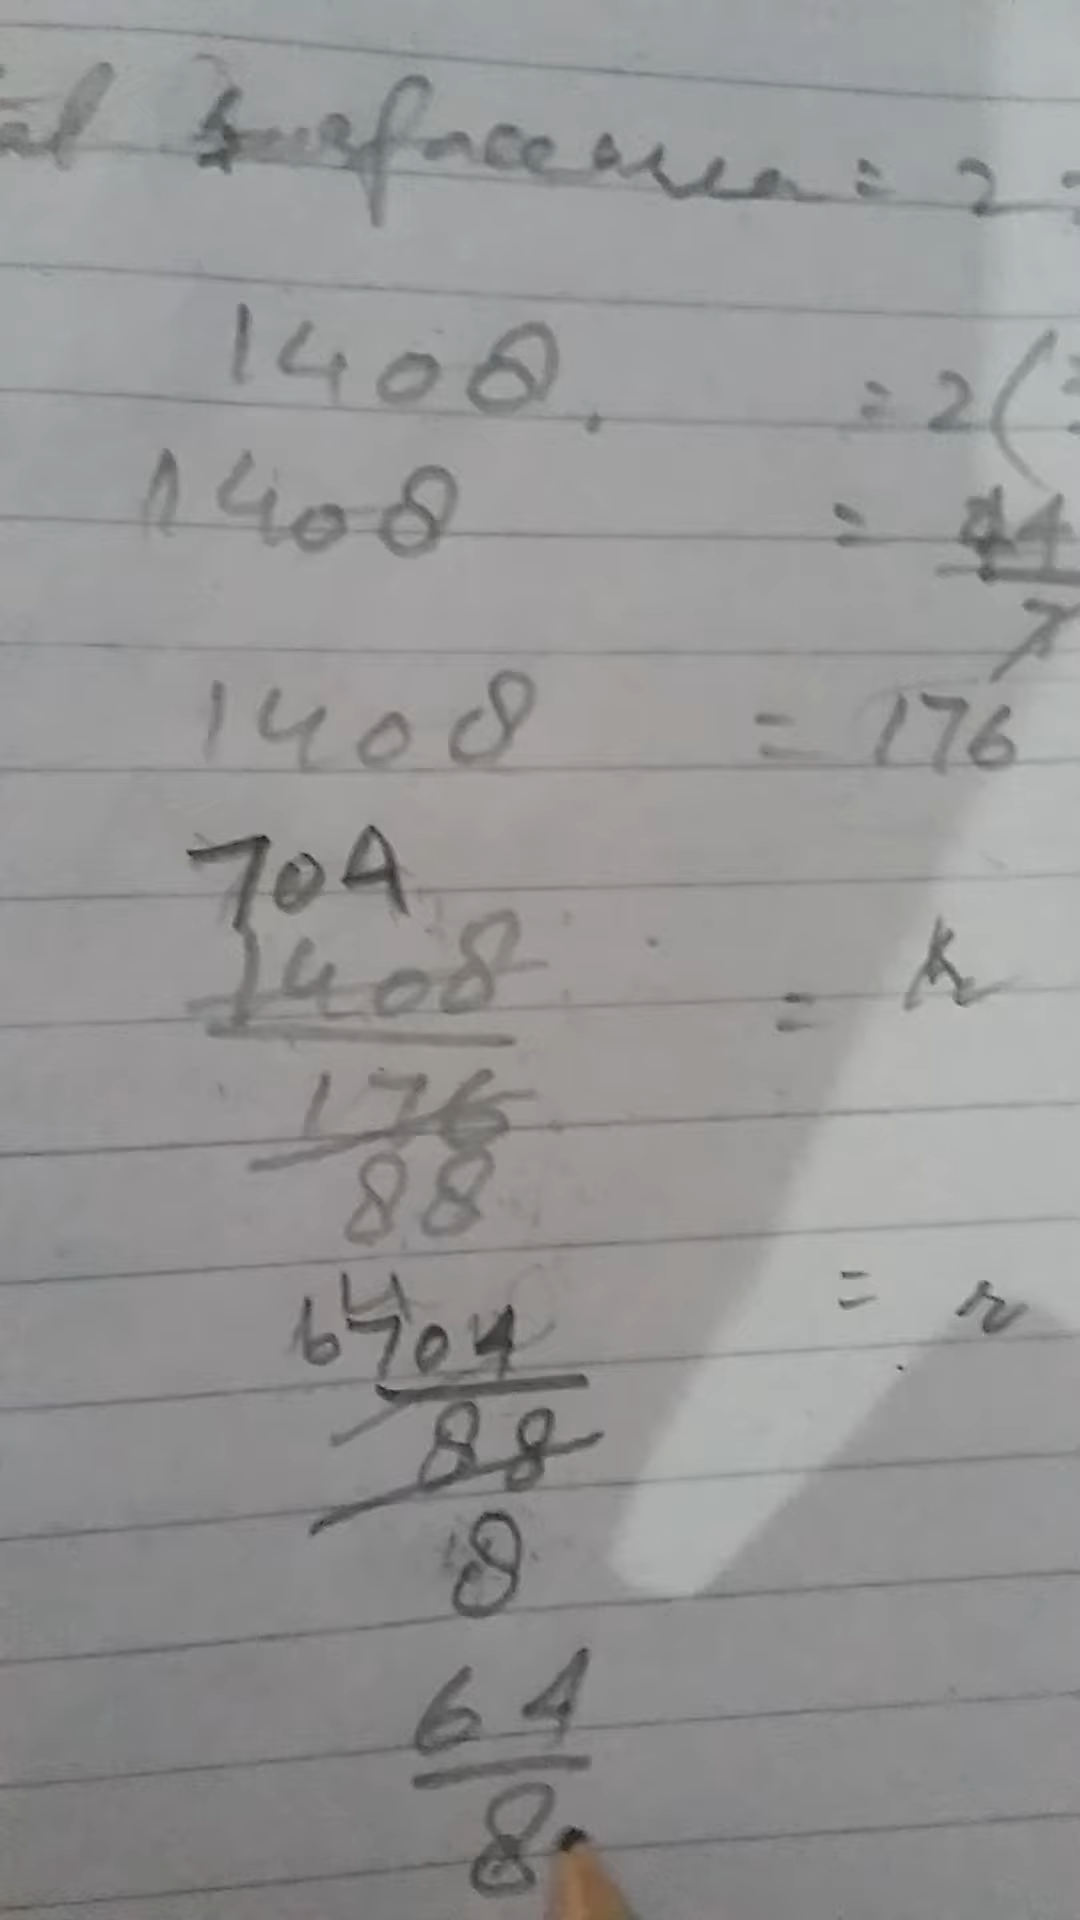 al surface area = 2
1408. = 2(
1408 = 44
7
1408 = 176
704
1408 = r
176
88
64
704 = r
88
8
64
8